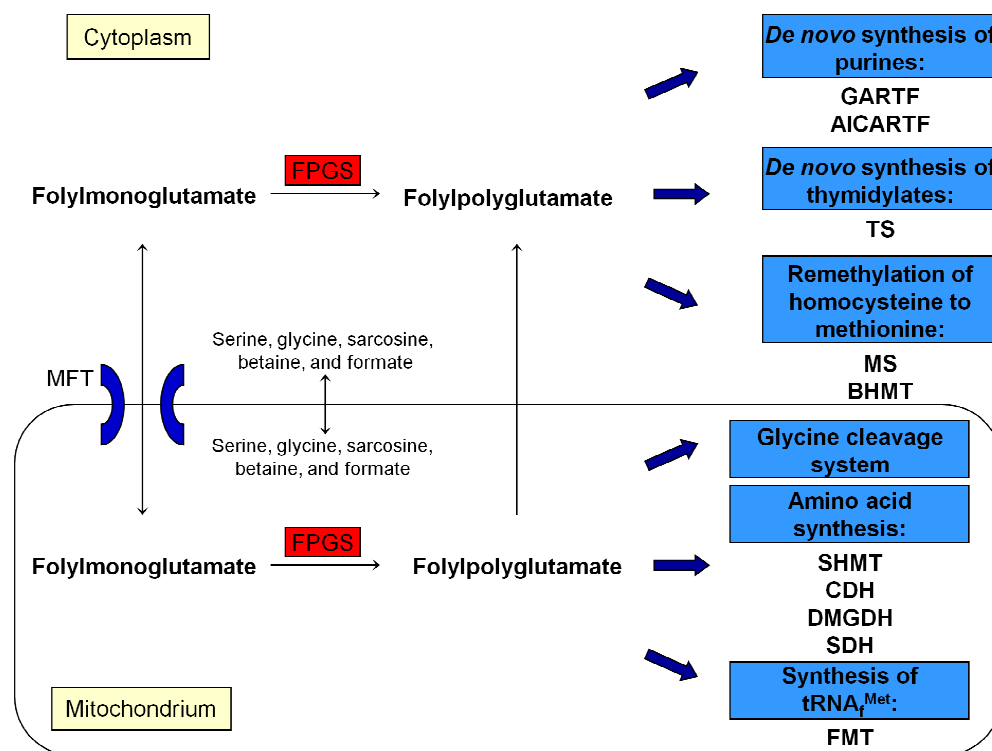 Cytoplasm
De novo synthesis of
purines:
GARTF
AICARTF
FPGS
Folylmonoglutamate
Folylpolyglutamate
De novo synthesis of
thymidylates:
TS
Remethylation of
homocysteine to
methionine:
MS
BHMT
Serine, glycine, sarcosine,
betaine, and formate
MFT
Serine, glycine, sarcosine,
betaine, and formate
Glycine cleavage
system
Amino acid
synthesis:
FPGS
Folylmonoglutamate
Folylpolyglutamate
SHMT
CDH
DMGDH
SDH
Synthesis of
tRNAfMet:
FMT
Mitochondrium